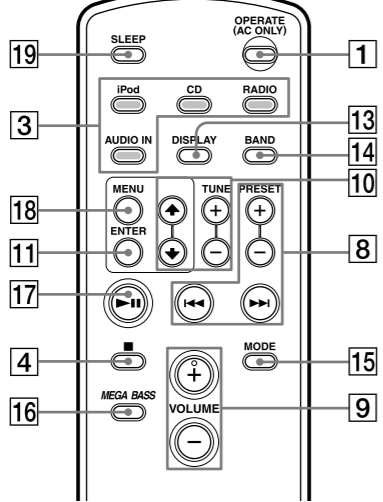 OPERATE
(AC ONLY)
SLEEP
19
1
iPod CD RADIO
3
13
AUDIO IN DISPLAY BAND
14
10
MENU TUNE PRESET
18
+ +
ENTER
8
11
− −
17
4
MODE
15
+
MEGA BASS
16
VOLUME
9
−